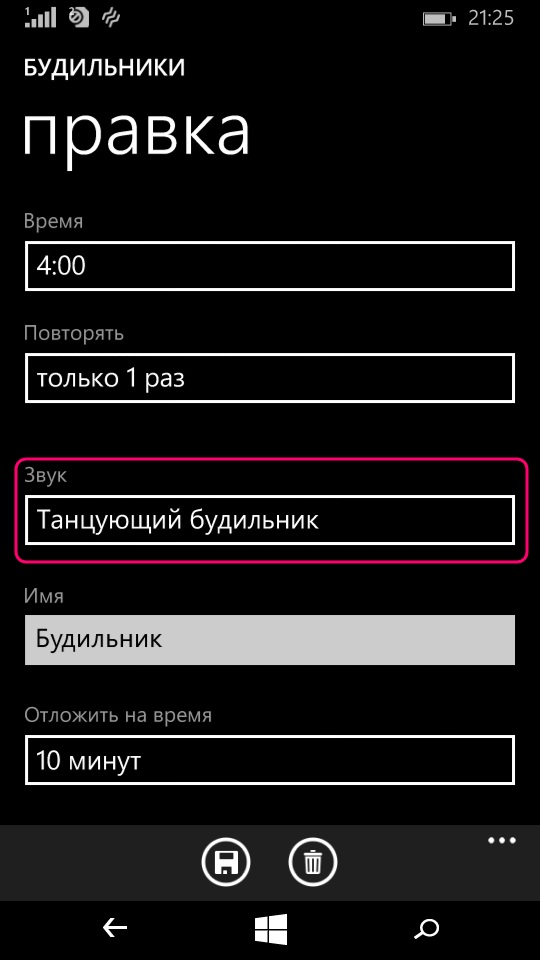 1
21:25
БУДИЛЬНИКИ
правка
Время
4:00
Повторять
только 1 раз
Звук
Танцующий будильник
Имя
Будильник
Отложить на время
10 минут